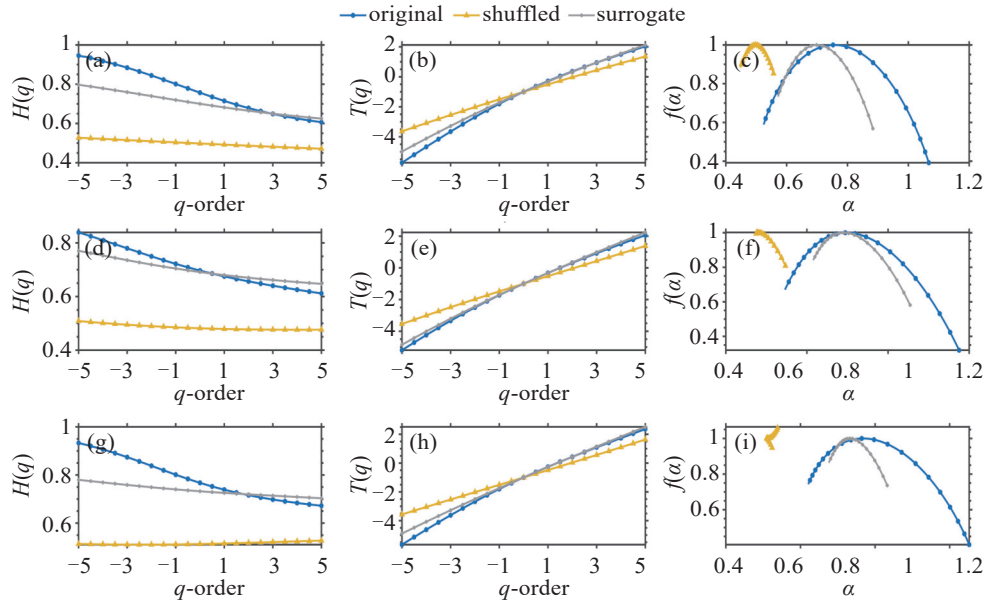 original shuffled surrogate
(a) (b) (c)
H(q) T(q) f(α)
1 0.8 0.6 0.4
2 0 −2 −4
1 0.8 0.6 0.4
−5 −3 −1 1 3 5
−5 −3 −1 1 3 5
0.4 0.6 0.8 1 1.2
q-order q-order α
(d) (e) (f)
H(q) T(q) f(α)
0.8 0.6 0.4
2 0 −2 −4
1 0.8 0.6 0.4
−5 −3 −1 1 3 5
−5 −3 −1 1 3 5
0.4 0.6 0.8 1 1.2
q-order q-order α
(g) (h) (i)
H(q) T(q) f(α)
1 0.8 0.6
2 0 −2 −4
1 0.8 0.6 0.4
−5 −3 −1 1 3 5
−5 −3 −1 1 3 5
0.4 0.6 0.8 1 1.2
q-order q-order α